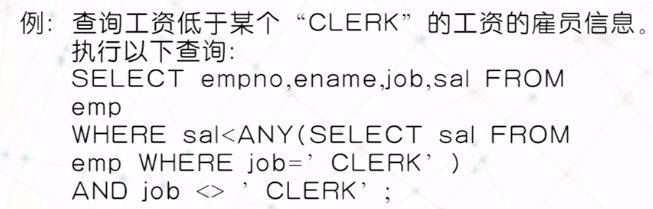 例：查询工资低于某个“CLERK”的工资的雇员信息。
执行以下查询:
SELECT empno,ename,job,sal FROM
emp
WHERE sal<ANY(SELECT sal FROM
emp WHERE job=’CLERK’)
AND job <> ’CLERK’;